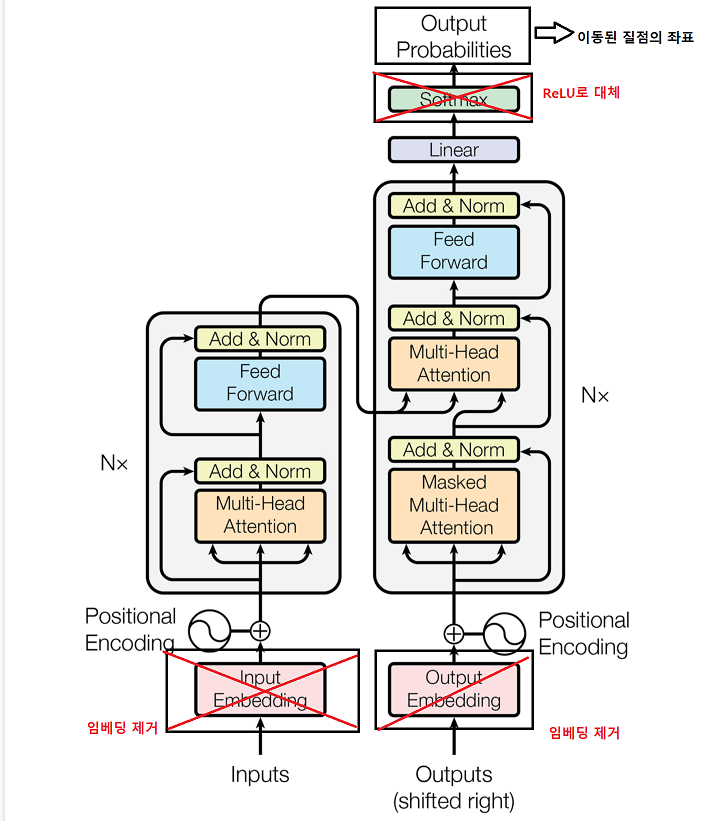 Output
Probabilities
이동된 질점의 좌표
Softmax
ReLU로 대체
Linear
Add & Norm
Feed
Forward
Add & Norm
Multi-Head
Attention
Add & Norm
Masked
Multi-Head
Attention
N×
Add & Norm
Feed
Forward
Add & Norm
Multi-Head
Attention
N×
Positional
Encoding
Positional
Encoding
Input
Embedding
Output
Embedding
임베딩 제거
임베딩 제거
Inputs
Outputs
(shifted right)